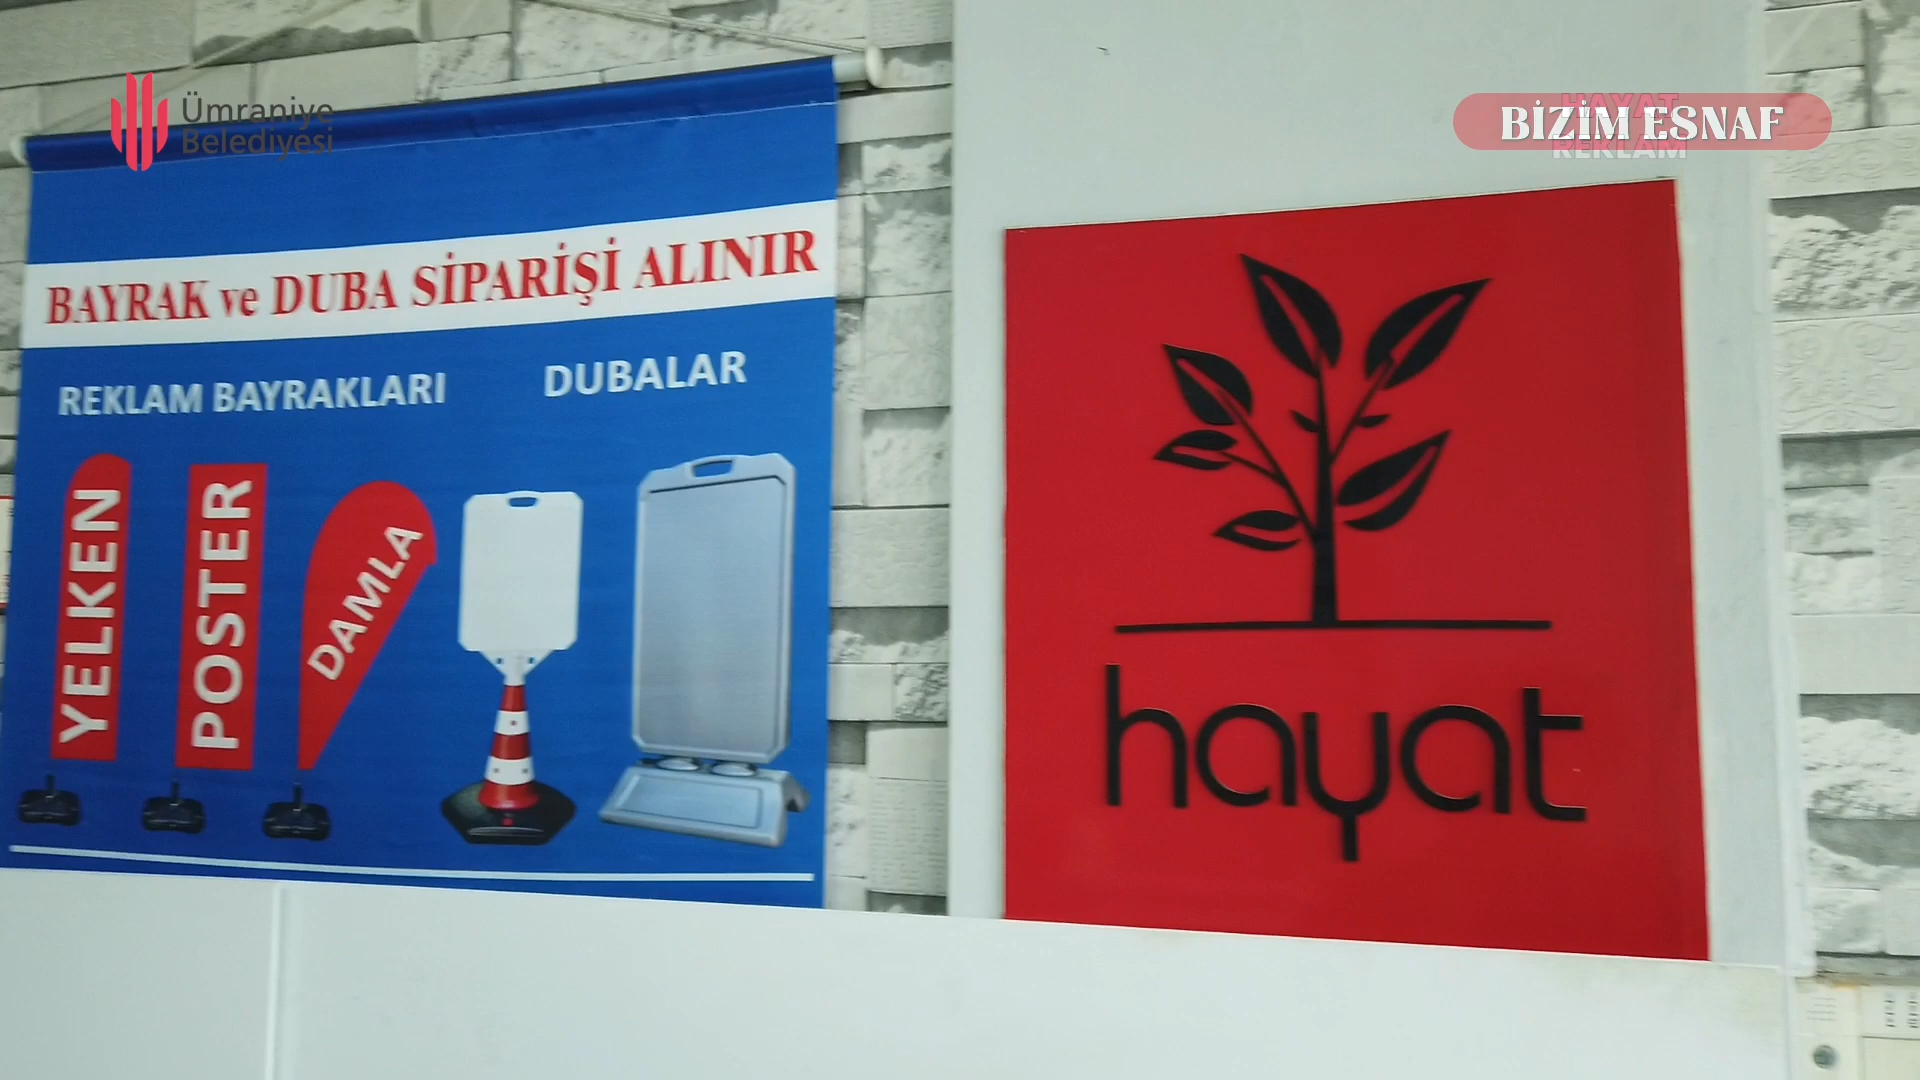 Ümraniye
Belediyesi
BİZİM ESNAF
HAYAT
REKLAM
BAYRAK ve DUBA SİPARİŞİ ALINIR
REKLAM BAYRAKLARI
DUBALAR
YELKEN
POSTER
DAMLA
hayat